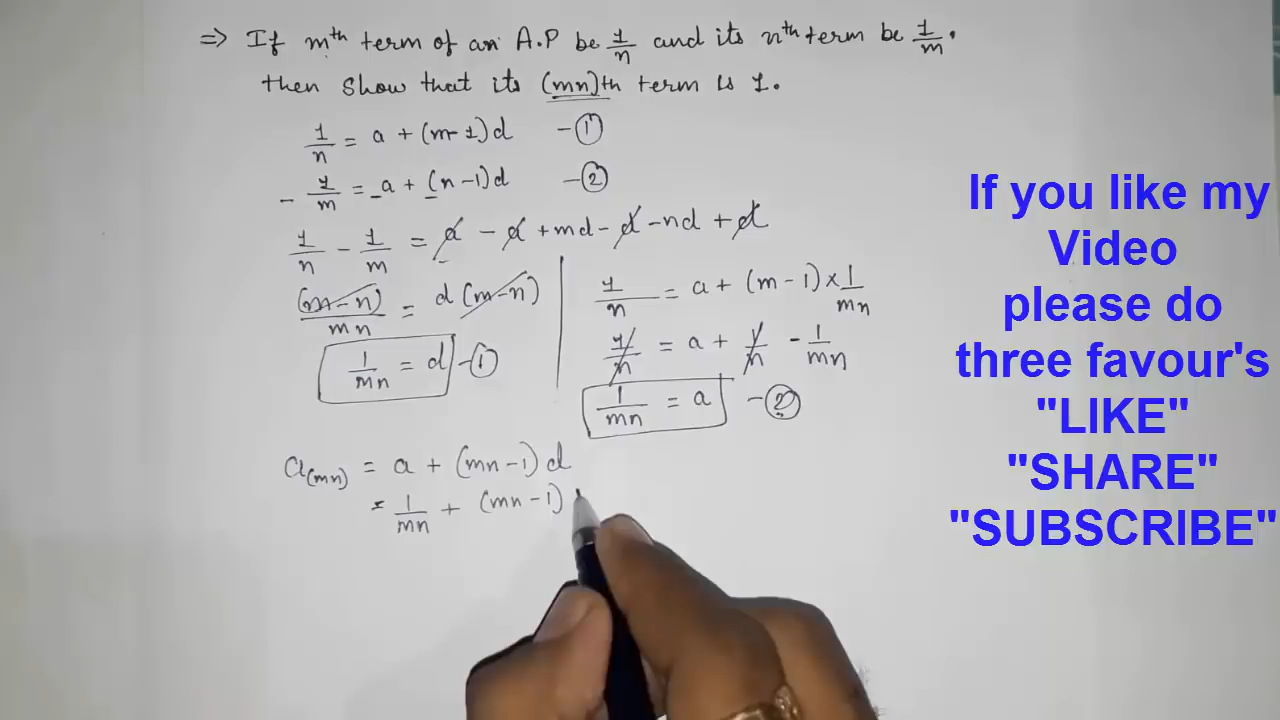 ⇒ If mth term of an A.P be 1/n and its nth term be 1/m.
then show that its (mn)th term is 1.
1/n = a + (m-1)d - ①
- 1/m = -a + (n-1)d - ②
1/n - 1/m = a - a + md - d - nd + d
(m-n)/mn = d(m-n)
1/mn = d - ①
1/n = a + (m-1) × 1/mn
1/n = a + 1/n - 1/mn
1/mn = a - ②
a(mn) = a + (mn-1)d
= 1/mn + (mn-1)
If you like my
Video
please do
three favour's
"LIKE"
"SHARE"
"SUBSCRIBE"